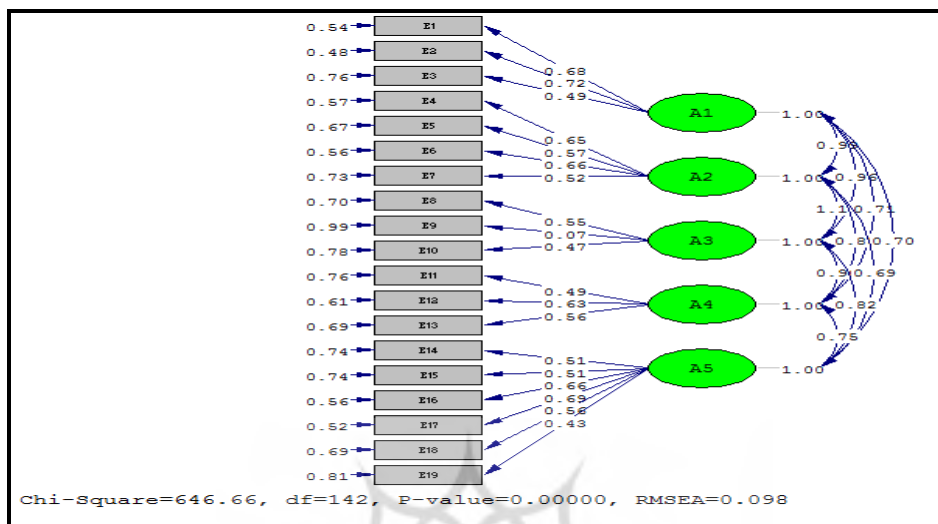 0.54 E1
0.48 E2
0.76 E3
0.57 E4
0.67 E5
0.56 E6
0.73 E7
0.70 E8
0.99 E9
0.78 E10
0.76 E11
0.61 E12
0.69 E13
0.74 E14
0.74 E15
0.56 E16
0.52 E17
0.69 E18
0.81 E19
0.68
0.72
0.49
0.65
0.57
0.66
0.52
0.55
0.07
0.47
0.49
0.63
0.56
0.51
0.51
0.66
0.69
0.56
0.43
A1 1.00
A2 1.00
A3 1.00
A4 1.00
A5 1.00
0.96
0.71
0.70
0.69
0.82
0.75
Chi-Square=646.66, df=142, P-value=0.00000, RMSEA=0.098